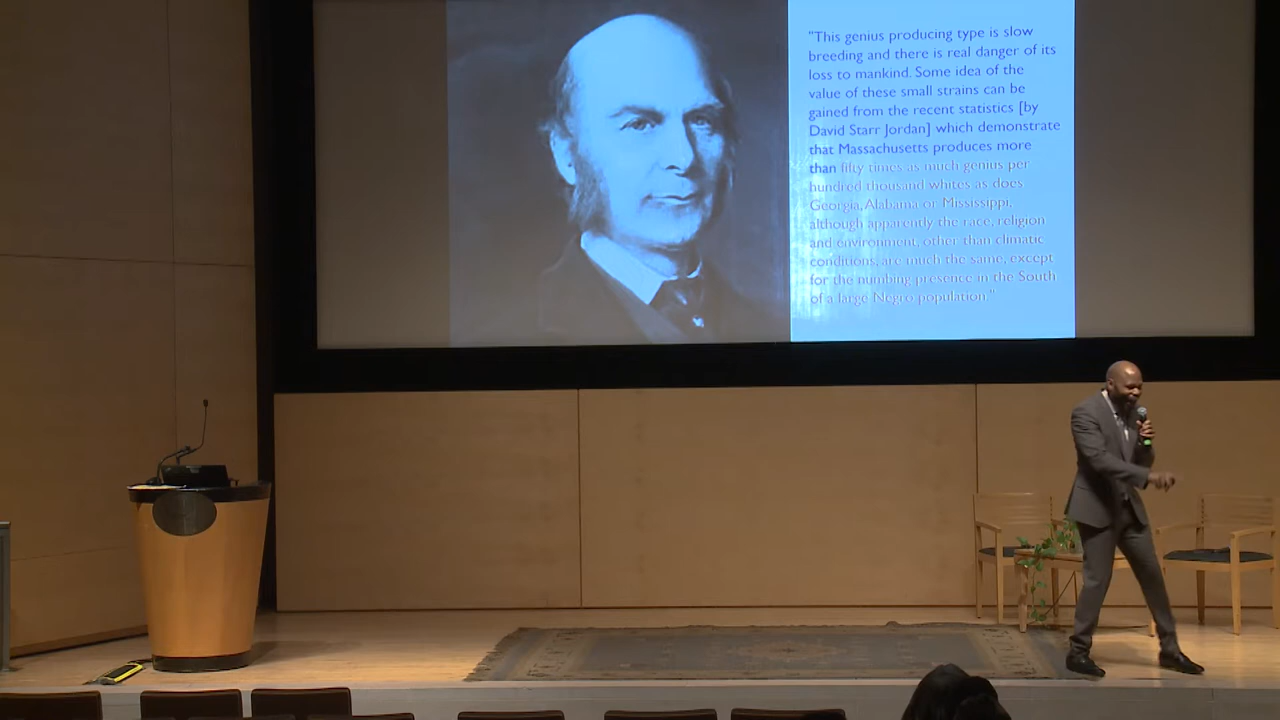 "This genius producing type is slow
breeding and there is real danger of its
loss to mankind. Some idea of the
value of these small strains can be
gained from the recent statistics [by
David Starr Jordan] which demonstrate
that Massachusetts produces more
than fifty times as much genius per
hundred thousand whites as does
Georgia, Alabama or Mississippi,
although apparently the race, religion
and environment, other than climatic
conditions, are much the same, except
for the numbing presence in the South
of a large Negro population."